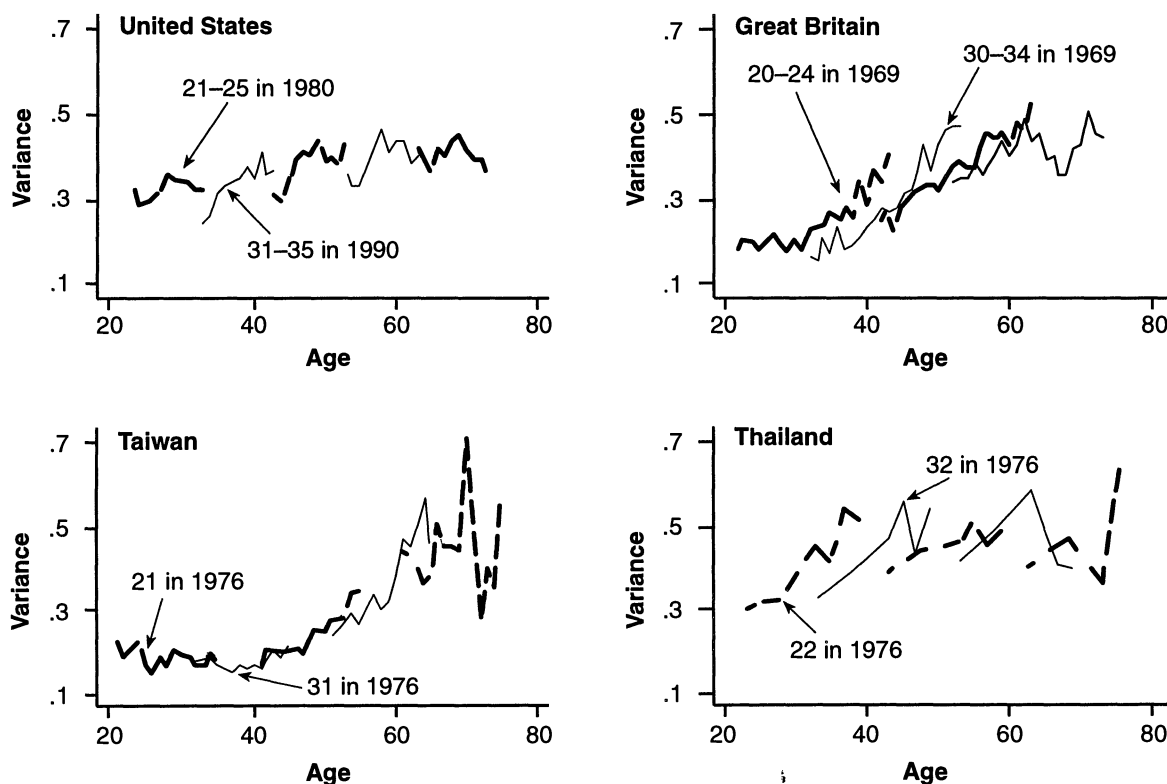 United States
.7
.5
.3
.1
Variance
21–25 in 1980
31–35 in 1990
20
40
60
80
Age
Great Britain
.7
.5
.3
.1
Variance
20–24 in 1969
30–34 in 1969
20
40
60
80
Age
Taiwan
.7
.5
.3
.1
Variance
21 in 1976
31 in 1976
20
40
60
80
Age
Thailand
.7
.5
.3
.1
Variance
32 in 1976
22 in 1976
20
40
60
80
Age